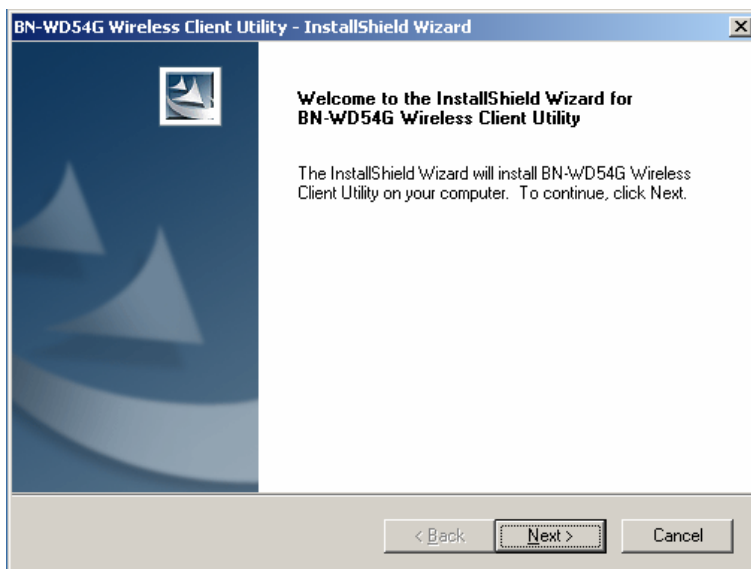 BN-WD54G Wireless Client Utility - InstallShield Wizard
Welcome to the InstallShield Wizard for
BN-WD54G Wireless Client Utility
The InstallShield Wizard will install BN-WD54G Wireless
Client Utility on your computer. To continue, click Next.
< Back
Next >
Cancel